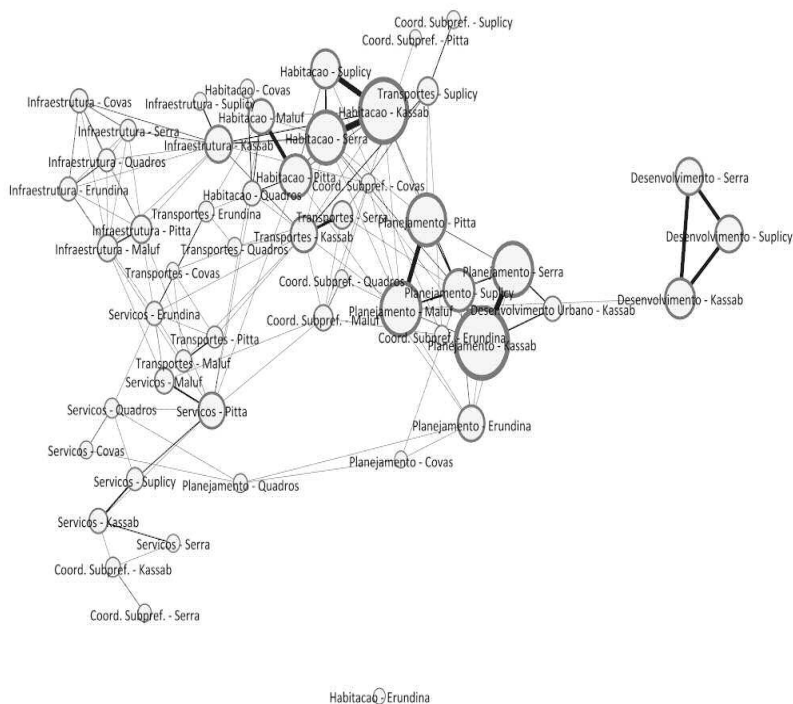 Coord. Subpref. - Suplicy
Coord. Subpref. - Pitta
Habitacao - Suplicy
Habitacao - Covas
Transportes - Suplicy
Infraestrutura - Covas
Infraestrutura - Suplicy
Habitacao - Kassab
Habitacao - Maluf
Infraestrutura - Serra
Habitacao - Serra
Infraestrutura - Kassab
Infraestrutura - Quadros
Habitacao - Pitta
Desenvolvimento - Serra
Coord. Subpref. - Covas
Infraestrutura - Erundina
Habitacao - Quadros
Transportes - Erundina
Transportes - Serra
Planejamento - Pitta
Infraestrutura - Pitta
Transportes - Kassab
Desenvolvimento - Suplicy
Infraestrutura - Maluf
Transportes - Quadros
Transportes - Covas
Planejamento - Serra
Coord. Subpref. - Quadros
Planejamento - Suplicy
Desenvolvimento - Kassab
Servicos - Erundina
Planejamento - Maluf
Desenvolvimento Urbano - Kassab
Coord. Subpref. - Maluf
Transportes - Pitta
Coord. Subpref. - Erundina
Planejamento - Kassab
Transportes - Maluf
Servicos - Maluf
Servicos - Quadros
Servicos - Pitta
Planejamento - Erundina
Servicos - Covas
Planejamento - Covas
Servicos - Suplicy
Planejamento - Quadros
Servicos - Kassab
Servicos - Serra
Coord. Subpref. - Kassab
Coord. Subpref. - Serra
Habitacao - Erundina